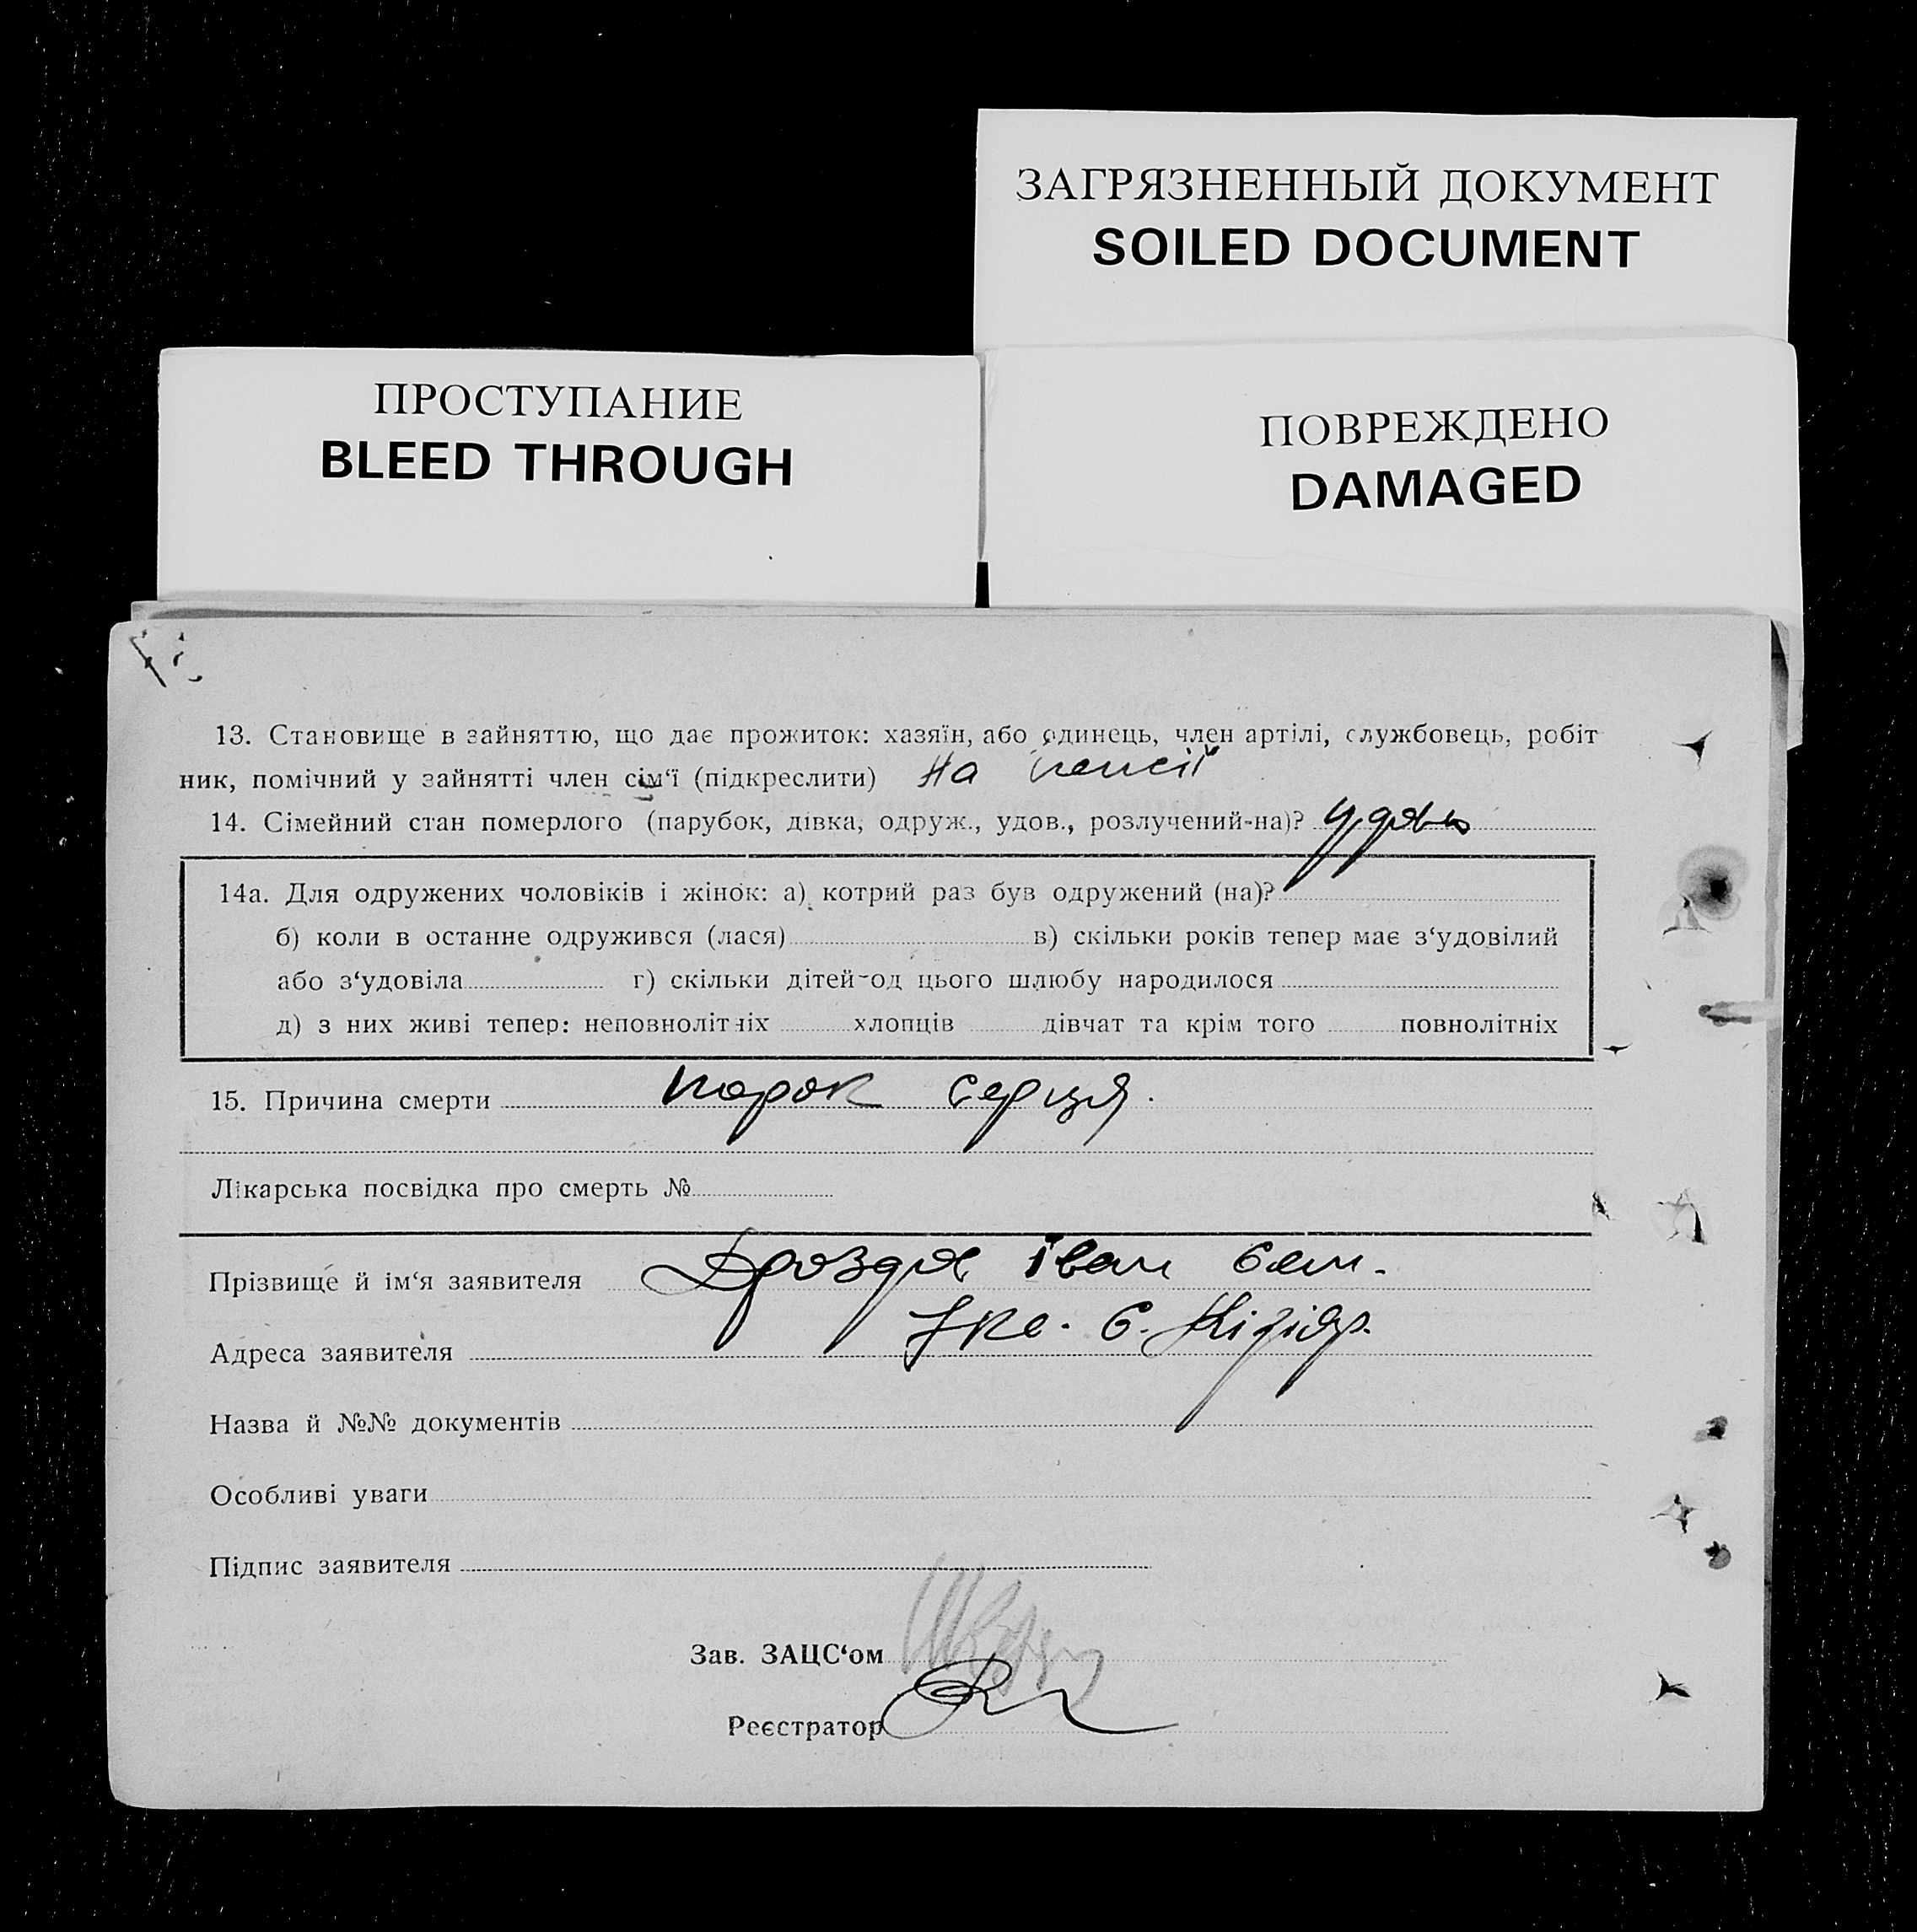 ЗАГРЯЗНЕННЫЙ ДОКУМЕНТ
SOILED DOCUMENT
ПРОСТУПАНИЕ
BLEED THROUGH
ПОВРЕЖДЕНО
DAMAGED
13. Становище в зайняттю, що дає прожиток: хазяїн, або одинець, член артілі, службовець, робіт
ник, помічний у зайнятті член сім‘ї (підкреслити) На пенсії
14. Сімейний стан померлого (парубок, дівка, одруж., удов., розлучений-на)?
14а. Для одружених чоловіків і жінок: а) котрий раз був одружений (на)?
б) коли в останне одружився (лася) в) скільки років тепер має з‘удовілий
або з‘удовіла г) скільки дітей-од цього шлюбу народилося
д) з них живі тепер: неповнолітніх хлопців дівчат та крім того повнолітніх
15. Причина смерти порок серця.
Лікарська посвідка про смерть №
Прізвище й ім‘я заявителя Іван
Адреса заявителя
Назва й №№ документів
Особливі уваги
Підпис заявителя
Зав. ЗАЦС‘ом
Реєстратор